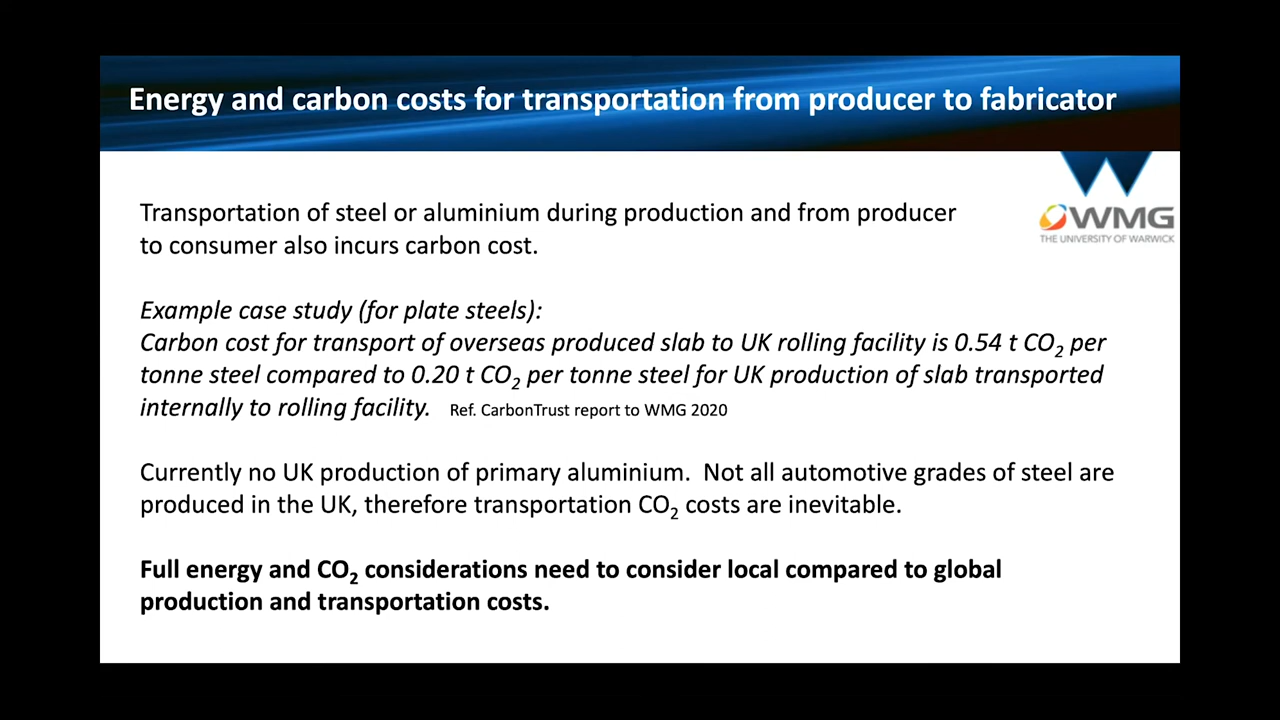 Energy and carbon costs for transportation from producer to fabricator
WMG
THE UNIVERSITY OF WARWICK
Transportation of steel or aluminium during production and from producer
to consumer also incurs carbon cost.
Example case study (for plate steels):
Carbon cost for transport of overseas produced slab to UK rolling facility is 0.54 t CO₂ per
tonne steel compared to 0.20 t CO₂ per tonne steel for UK production of slab transported
internally to rolling facility. Ref. CarbonTrust report to WMG 2020
Currently no UK production of primary aluminium. Not all automotive grades of steel are
produced in the UK, therefore transportation CO₂ costs are inevitable.
Full energy and CO₂ considerations need to consider local compared to global
production and transportation costs.